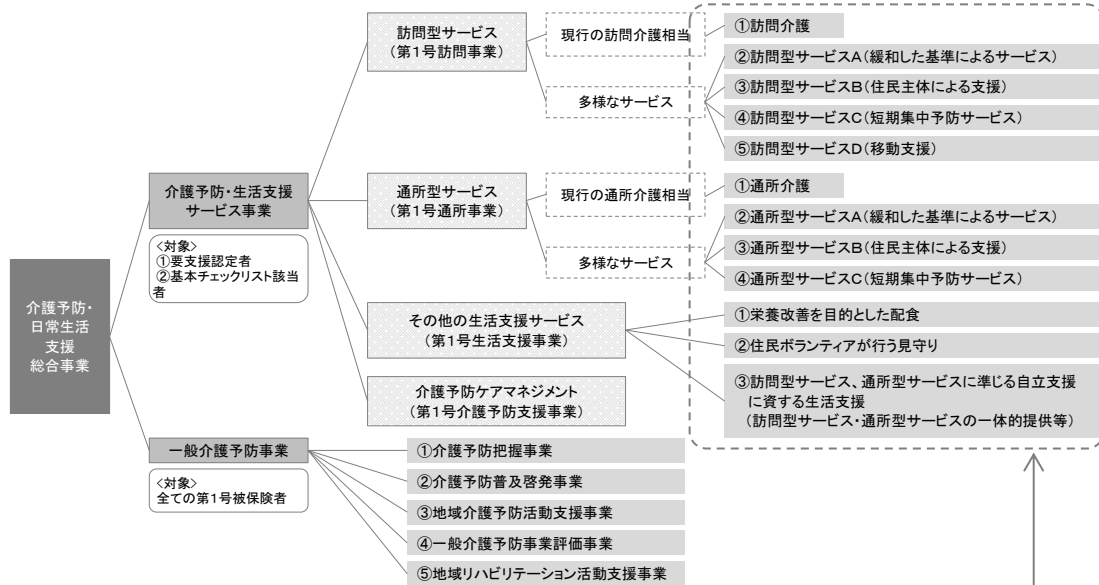 介護予防・
日常生活
支援
総合事業
介護予防・生活支援
サービス事業
<対象>
①要支援認定者
②基本チェックリスト該当
者
訪問型サービス
(第1号訪問事業)
現行の訪問介護相当
①訪問介護
多様なサービス
②訪問型サービスA(緩和した基準によるサービス)
③訪問型サービスB(住民主体による支援)
④訪問型サービスC(短期集中予防サービス)
⑤訪問型サービスD(移動支援)
通所型サービス
(第1号通所事業)
現行の通所介護相当
①通所介護
多様なサービス
②通所型サービスA(緩和した基準によるサービス)
③通所型サービスB(住民主体による支援)
④通所型サービスC(短期集中予防サービス)
その他の生活支援サービス
(第1号生活支援事業)
①栄養改善を目的とした配食
②住民ボランティアが行う見守り
③訪問型サービス、通所型サービスに準じる自立支援
に資する生活支援
(訪問型サービス・通所型サービスの一体的提供等)
介護予防ケアマネジメント
(第1号介護予防支援事業)
一般介護予防事業
<対象>
全ての第1号被保険者
①介護予防把握事業
②介護予防普及啓発事業
③地域介護予防活動支援事業
④一般介護予防事業評価事業
⑤地域リハビリテーション活動支援事業